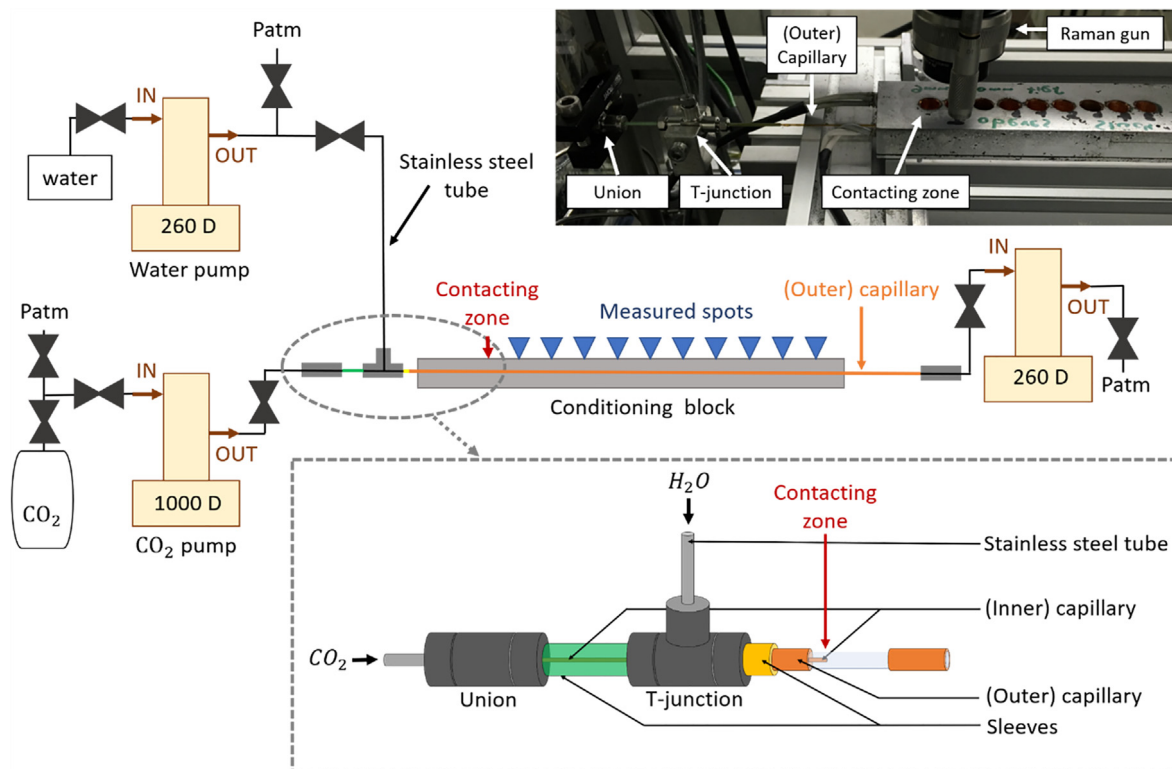 Patm
IN
OUT
water
260 D
Water pump
Stainless steel
tube
(Outer)
Capillary
Raman gun
Union
T-junction
Contacting zone
Patm
IN
OUT
1000 D
CO₂
CO₂ pump
Contacting
zone
Measured spots
(Outer) capillary
Conditioning block
IN
OUT
260 D
Patm
H₂O
Contacting
zone
Stainless steel tube
(Inner) capillary
CO₂
Union
T-junction
(Outer) capillary
Sleeves